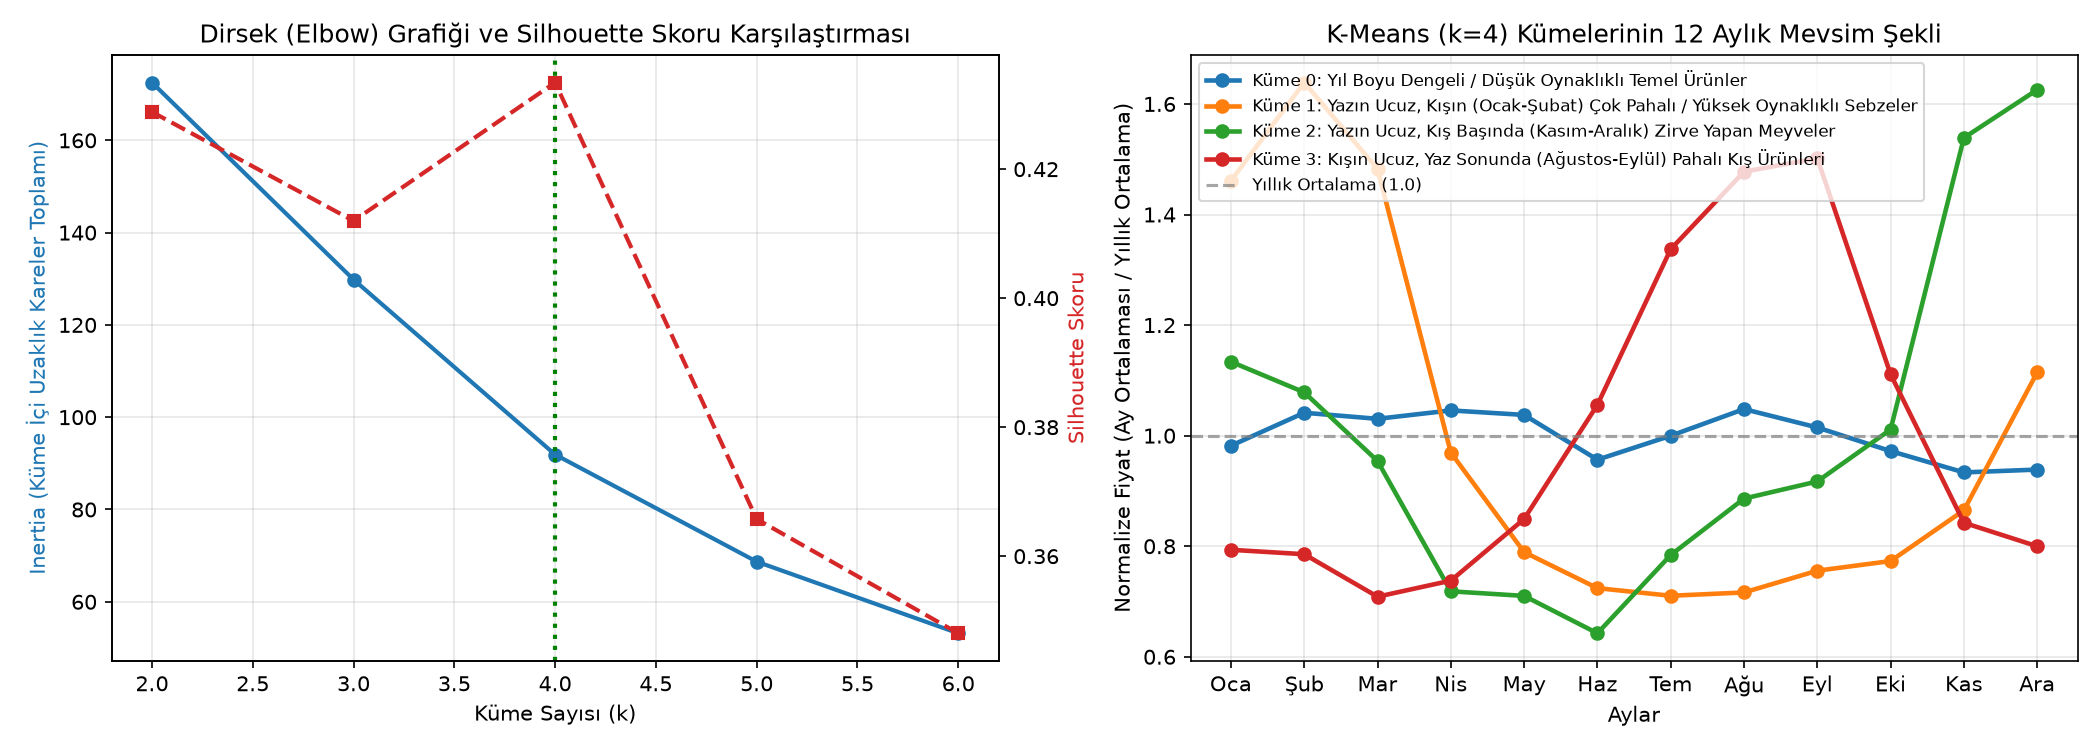 Dirsek (Elbow) Grafiği ve Silhouette Skoru Karşılaştırması
Inertia (Küme İçi Uzaklık Kareler Toplamı)
160
140
120
100
80
60
0.42
0.40
0.38
0.36
Silhouette Skoru
2.0 2.5 3.0 3.5 4.0 4.5 5.0 5.5 6.0
Küme Sayısı (k)
K-Means (k=4) Kümelerinin 12 Aylık Mevsim Şekli
Normalize Fiyat (Ay Ortalaması / Yıllık Ortalama)
1.6
1.4
1.2
1.0
0.8
0.6
Küme 0: Yıl Boyu Dengeli / Düşük Oynaklıklı Temel Ürünler
Küme 1: Yazın Ucuz, Kışın (Ocak-Şubat) Çok Pahalı / Yüksek Oynaklıklı Sebzeler
Küme 2: Yazın Ucuz, Kış Başında (Kasım-Aralık) Zirve Yapan Meyveler
Küme 3: Kışın Ucuz, Yaz Sonunda (Ağustos-Eylül) Pahalı Kış Ürünleri
Yıllık Ortalama (1.0)
Oca Şub Mar Nis May Haz Tem Ağu Eyl Eki Kas Ara
Aylar